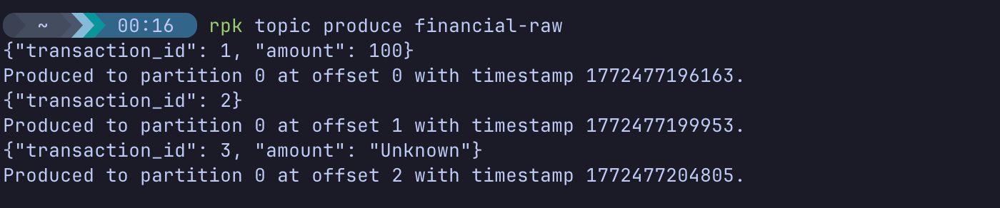 ~ 00:16 rpk topic produce financial-raw
{"transaction_id": 1, "amount": 100}
Produced to partition 0 at offset 0 with timestamp 1772477196163.
{"transaction_id": 2}
Produced to partition 0 at offset 1 with timestamp 1772477199953.
{"transaction_id": 3, "amount": "Unknown"}
Produced to partition 0 at offset 2 with timestamp 1772477204805.